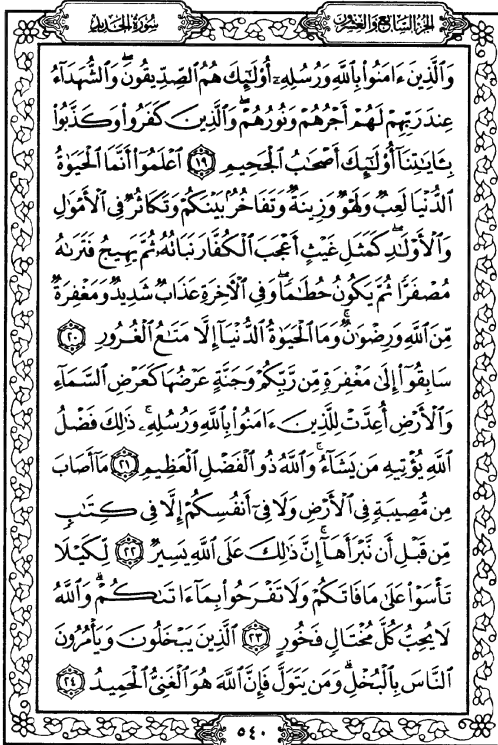 الجزء السابع والعشرون
سورة الحديد
وَالَّذِينَ ءَامَنُوا۟ بِاللَّهِ وَرُسُلِهِۦٓ أُو۟لَٰٓئِكَ هُمُ الصِّدِّيقُونَ ۖ وَالشُّهَدَآءُ
عِندَ رَبِّهِمْ لَهُمْ أَجْرُهُمْ وَنُورُهُمْ ۖ وَالَّذِينَ كَفَرُوا۟ وَكَذَّبُوا۟
بِـَٔايَٰتِنَآ أُو۟لَٰٓئِكَ أَصْحَٰبُ الْجَحِيمِ ١٩ اعْلَمُوٓا۟ أَنَّمَا الْحَيَوٰةُ
الدُّنْيَا لَعِبٌ وَلَهْوٌ وَزِينَةٌ وَتَفَاخُرٌۢ بَيْنَكُمْ وَتَكَاثُرٌ فِى الْأَمْوَٰلِ
وَالْأَوْلَٰدِ ۖ كَمَثَلِ غَيْثٍ أَعْجَبَ الْكُفَّارَ نَبَاتُهُۥ ثُمَّ يَهِيجُ فَتَرَىٰهُ
مُصْفَرًّا ثُمَّ يَكُونُ حُطَٰمًا ۖ وَفِى الْءَاخِرَةِ عَذَابٌ شَدِيدٌ وَمَغْفِرَةٌ
مِّنَ اللَّهِ وَرِضْوَٰنٌ ۚ وَمَا الْحَيَوٰةُ الدُّنْيَآ إِلَّا مَتَٰعُ الْغُرُورِ ٢٠
سَابِقُوٓا۟ إِلَىٰ مَغْفِرَةٍ مِّن رَّبِّكُمْ وَجَنَّةٍ عَرْضُهَا كَعَرْضِ السَّمَآءِ
وَالْأَرْضِ أُعِدَّتْ لِلَّذِينَ ءَامَنُوا۟ بِاللَّهِ وَرُسُلِهِۦ ۚ ذَٰلِكَ فَضْلُ
اللَّهِ يُؤْتِيهِ مَن يَشَآءُ ۚ وَاللَّهُ ذُو الْفَضْلِ الْعَظِيمِ ٢١ مَآ أَصَابَ
مِن مُّصِيبَةٍ فِى الْأَرْضِ وَلَا فِىٓ أَنفُسِكُمْ إِلَّا فِى كِتَٰبٍ
مِّن قَبْلِ أَن نَّبْرَأَهَآ ۚ إِنَّ ذَٰلِكَ عَلَى اللَّهِ يَسِيرٌ ٢٢ لِّكَيْلَا
تَأْسَوْا۟ عَلَىٰ مَا فَاتَكُمْ وَلَا تَفْرَحُوا۟ بِمَآ ءَاتَىٰكُمْ ۗ وَاللَّهُ
لَا يُحِبُّ كُلَّ مُخْتَالٍ فَخُورٍ ٢٣ الَّذِينَ يَبْخَلُونَ وَيَأْمُرُونَ
النَّاسَ بِالْبُخْلِ ۗ وَمَن يَتَوَلَّ فَإِنَّ اللَّهَ هُوَ الْغَنِىُّ الْحَمِيدُ ٢٤
٥٤٠